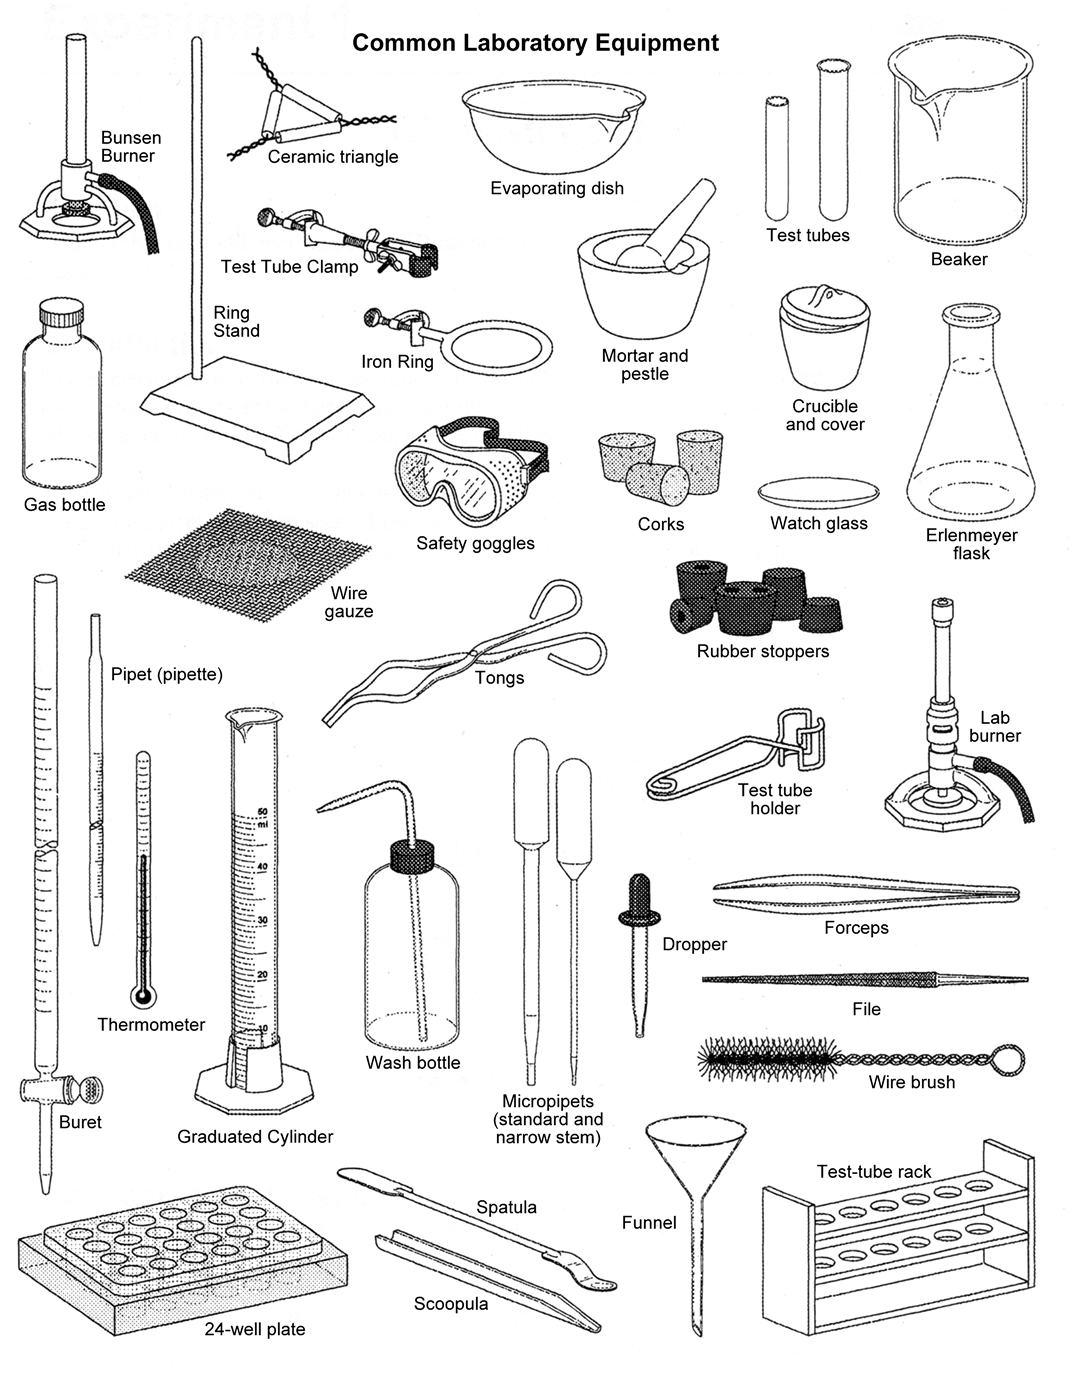 Common Laboratory Equipment
Bunsen
Burner
Ceramic triangle
Evaporating dish
Test tubes
Beaker
Test Tube Clamp
Ring
Stand
Iron Ring
Mortar and
pestle
Crucible
and cover
Gas bottle
Safety goggles
Corks
Watch glass
Erlenmeyer
flask
Wire
gauze
Rubber stoppers
Pipet (pipette)
Tongs
Lab
burner
Test tube
holder
50
ml
40
30
20
10
Forceps
Dropper
File
Thermometer
Wash bottle
Wire brush
Micropipets
(standard and
narrow stem)
Buret
Graduated Cylinder
Test-tube rack
Spatula
Funnel
Scoopula
24-well plate